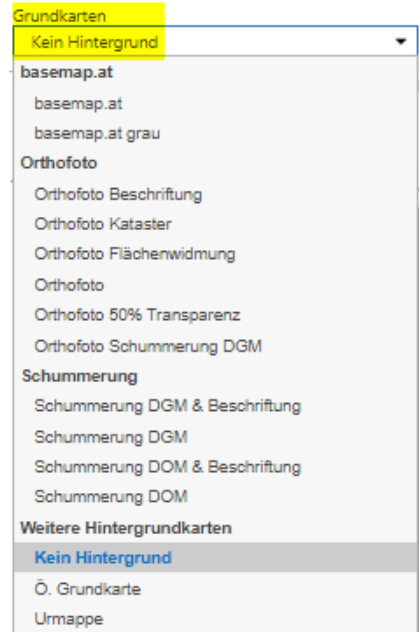 Grundkarten
Kein Hintergrund
basemap.at
basemap.at
basemap.at grau
Orthofoto
Orthofoto Beschriftung
Orthofoto Kataster
Orthofoto Flächenwidmung
Orthofoto
Orthofoto 50% Transparenz
Orthofoto Schummerung DGM
Schummerung
Schummerung DGM & Beschriftung
Schummerung DGM
Schummerung DOM & Beschriftung
Schummerung DOM
Weitere Hintergrundkarten
Kein Hintergrund
Ö. Grundkarte
Urmappe